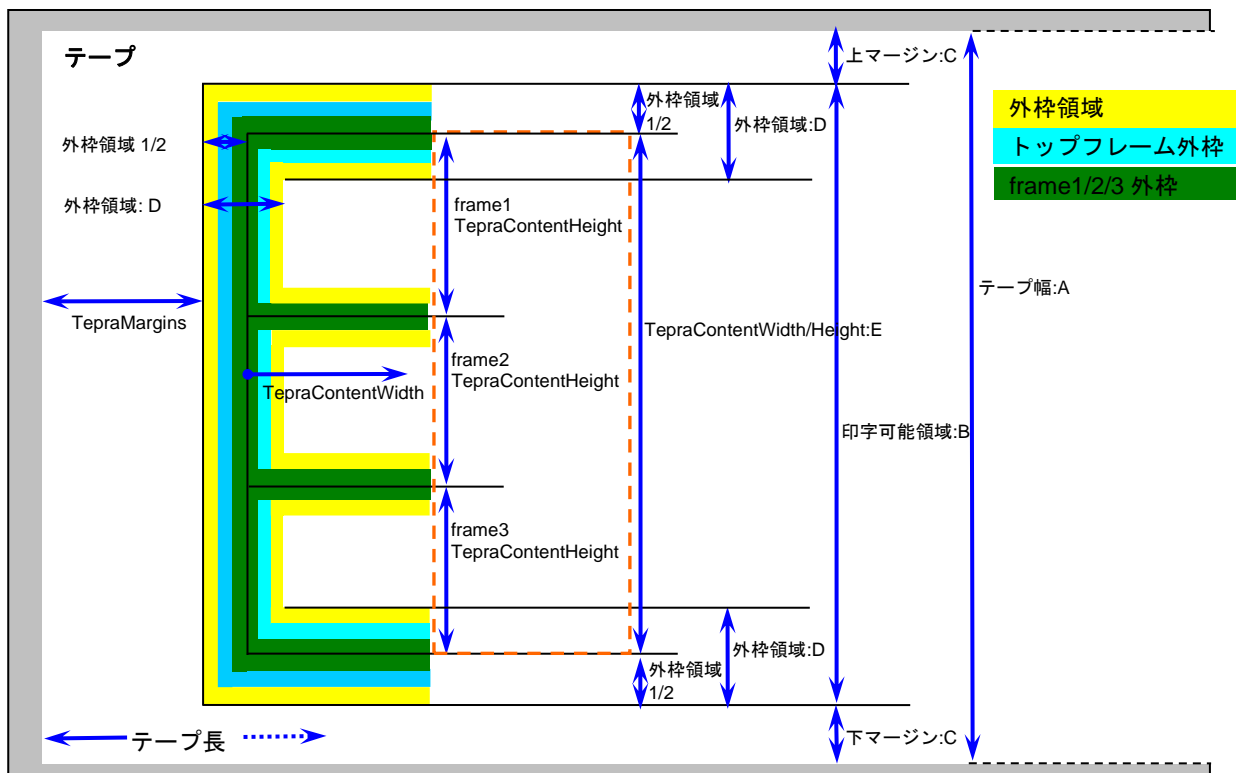 テープ
上マージン:C
外枠領域
1/2
外枠領域:D
外枠領域
トップフレーム外枠
frame1/2/3 外枠
外枠領域 1/2
外枠領域: D
frame1
TepraContentHeight
テープ幅:A
TepraMargins
TepraContentWidth/Height:E
frame2
TepraContentHeight
TepraContentWidth
印字可能領域:B
frame3
TepraContentHeight
外枠領域:D
外枠領域
1/2
テープ長
下マージン:C